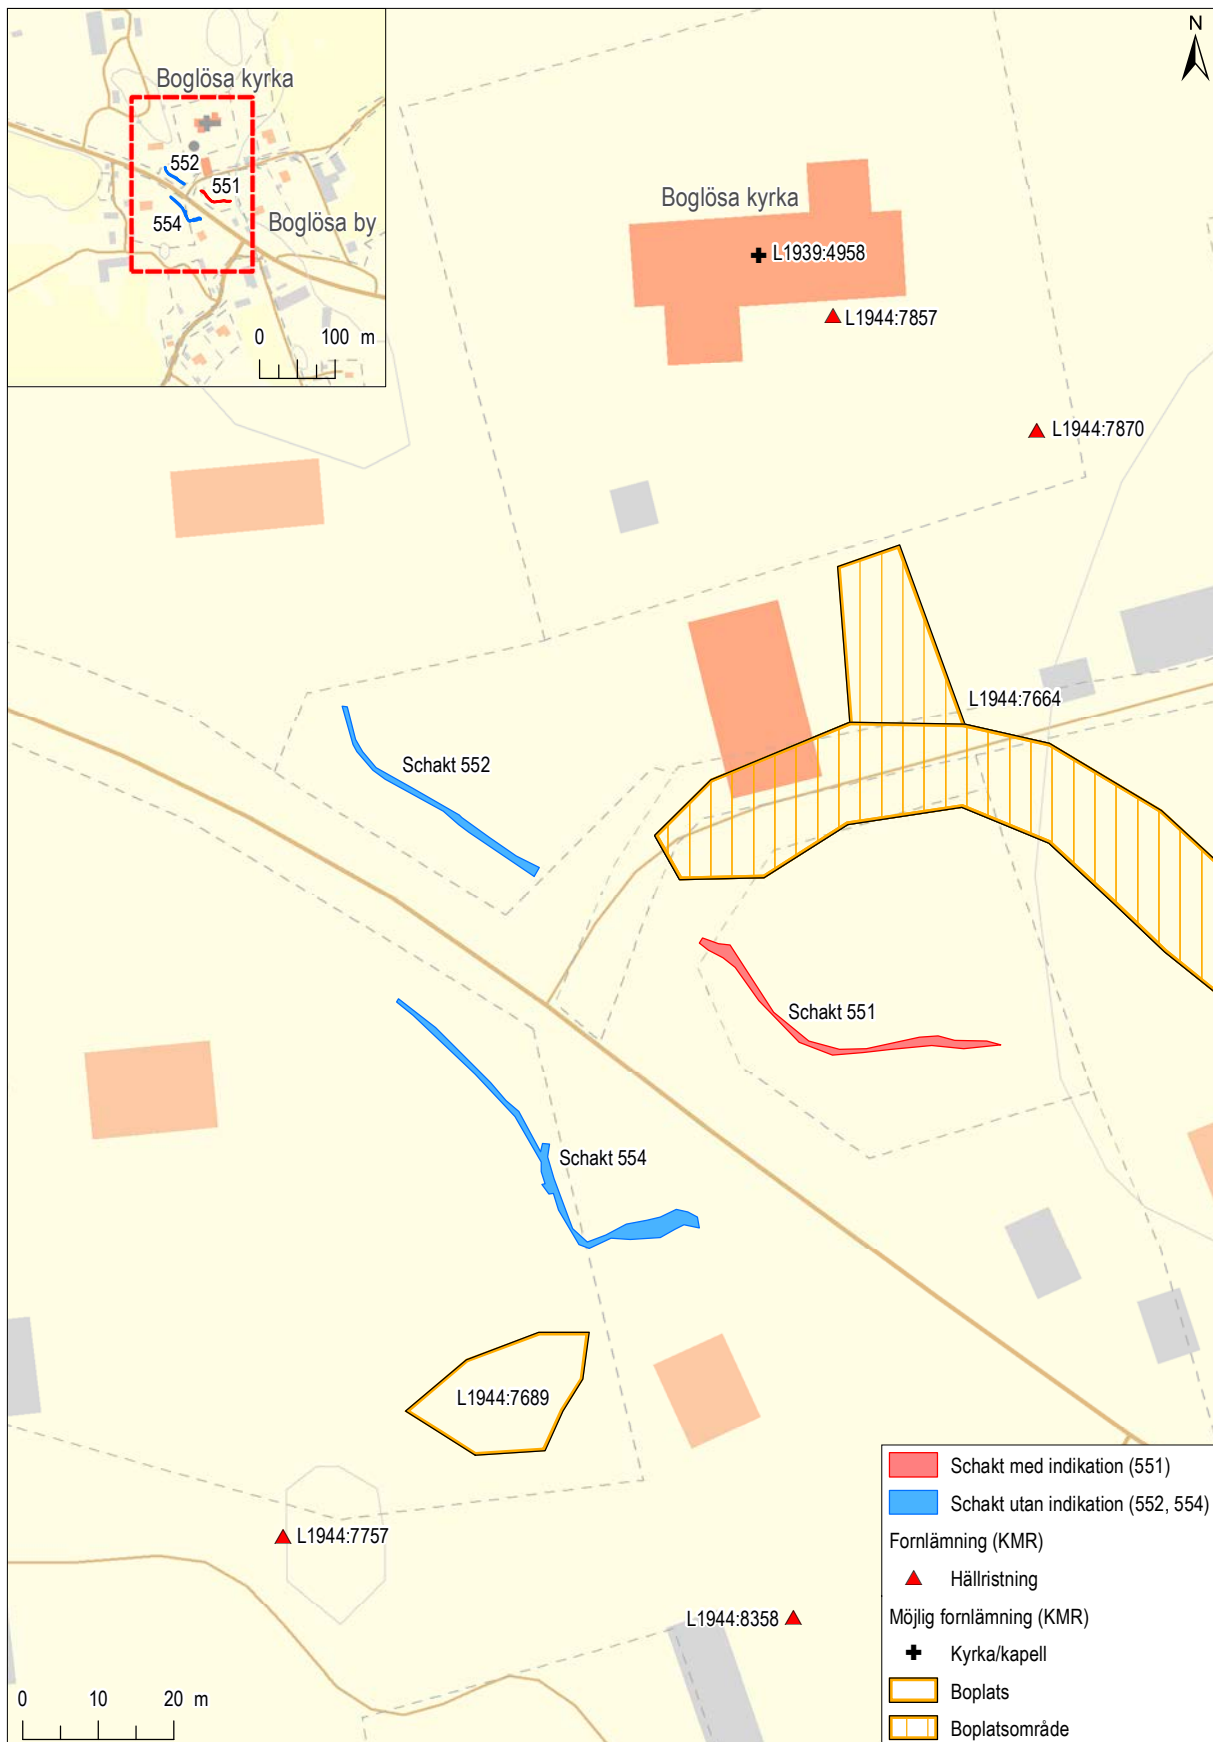 N
Boglösa kyrka
552
551
554
Boglösa by
0 100 m
Boglösa kyrka
L1939:4958
L1944:7857
L1944:7870
L1944:7664
Schakt 552
Schakt 551
Schakt 554
L1944:7689
L1944:7757
L1944:8358
0 10 20 m
Schakt med indikation (551)
Schakt utan indikation (552, 554)
Fornlämning (KMR)
Hällristning
Möjlig fornlämning (KMR)
Kyrka/kapell
Boplats
Boplatsområde